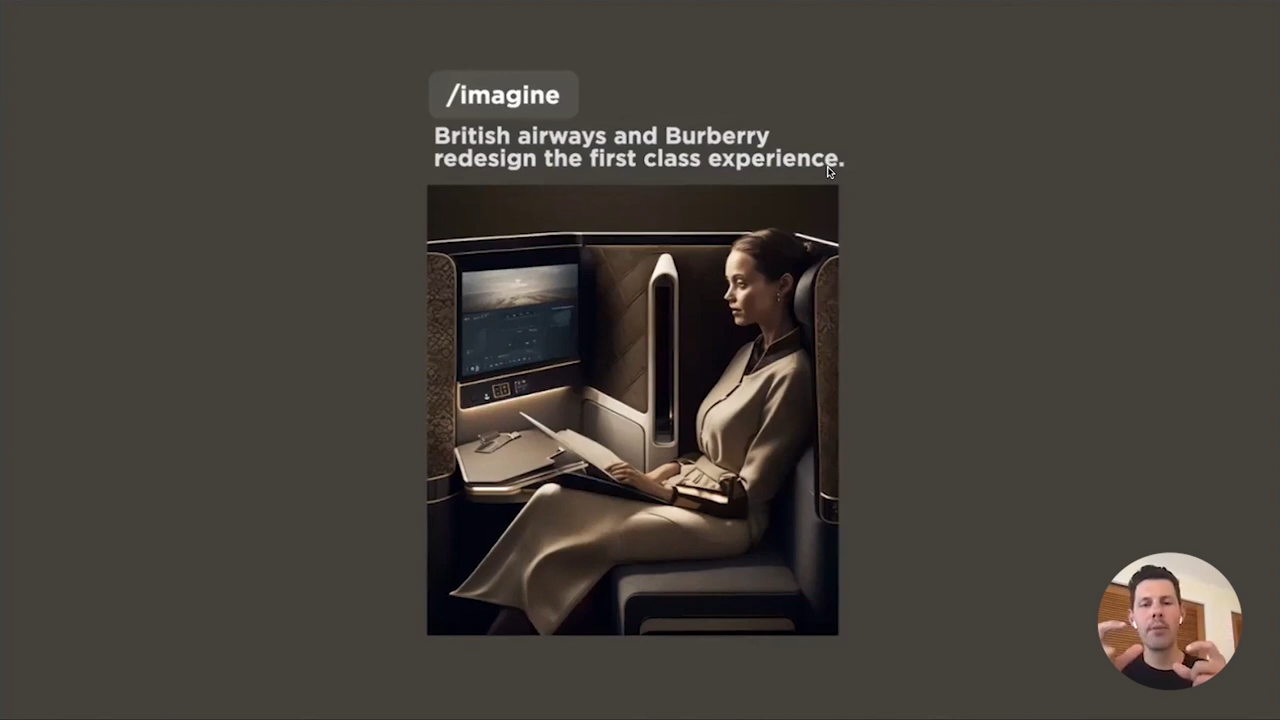 /imagine
British airways and Burberry
redesign the first class experience.